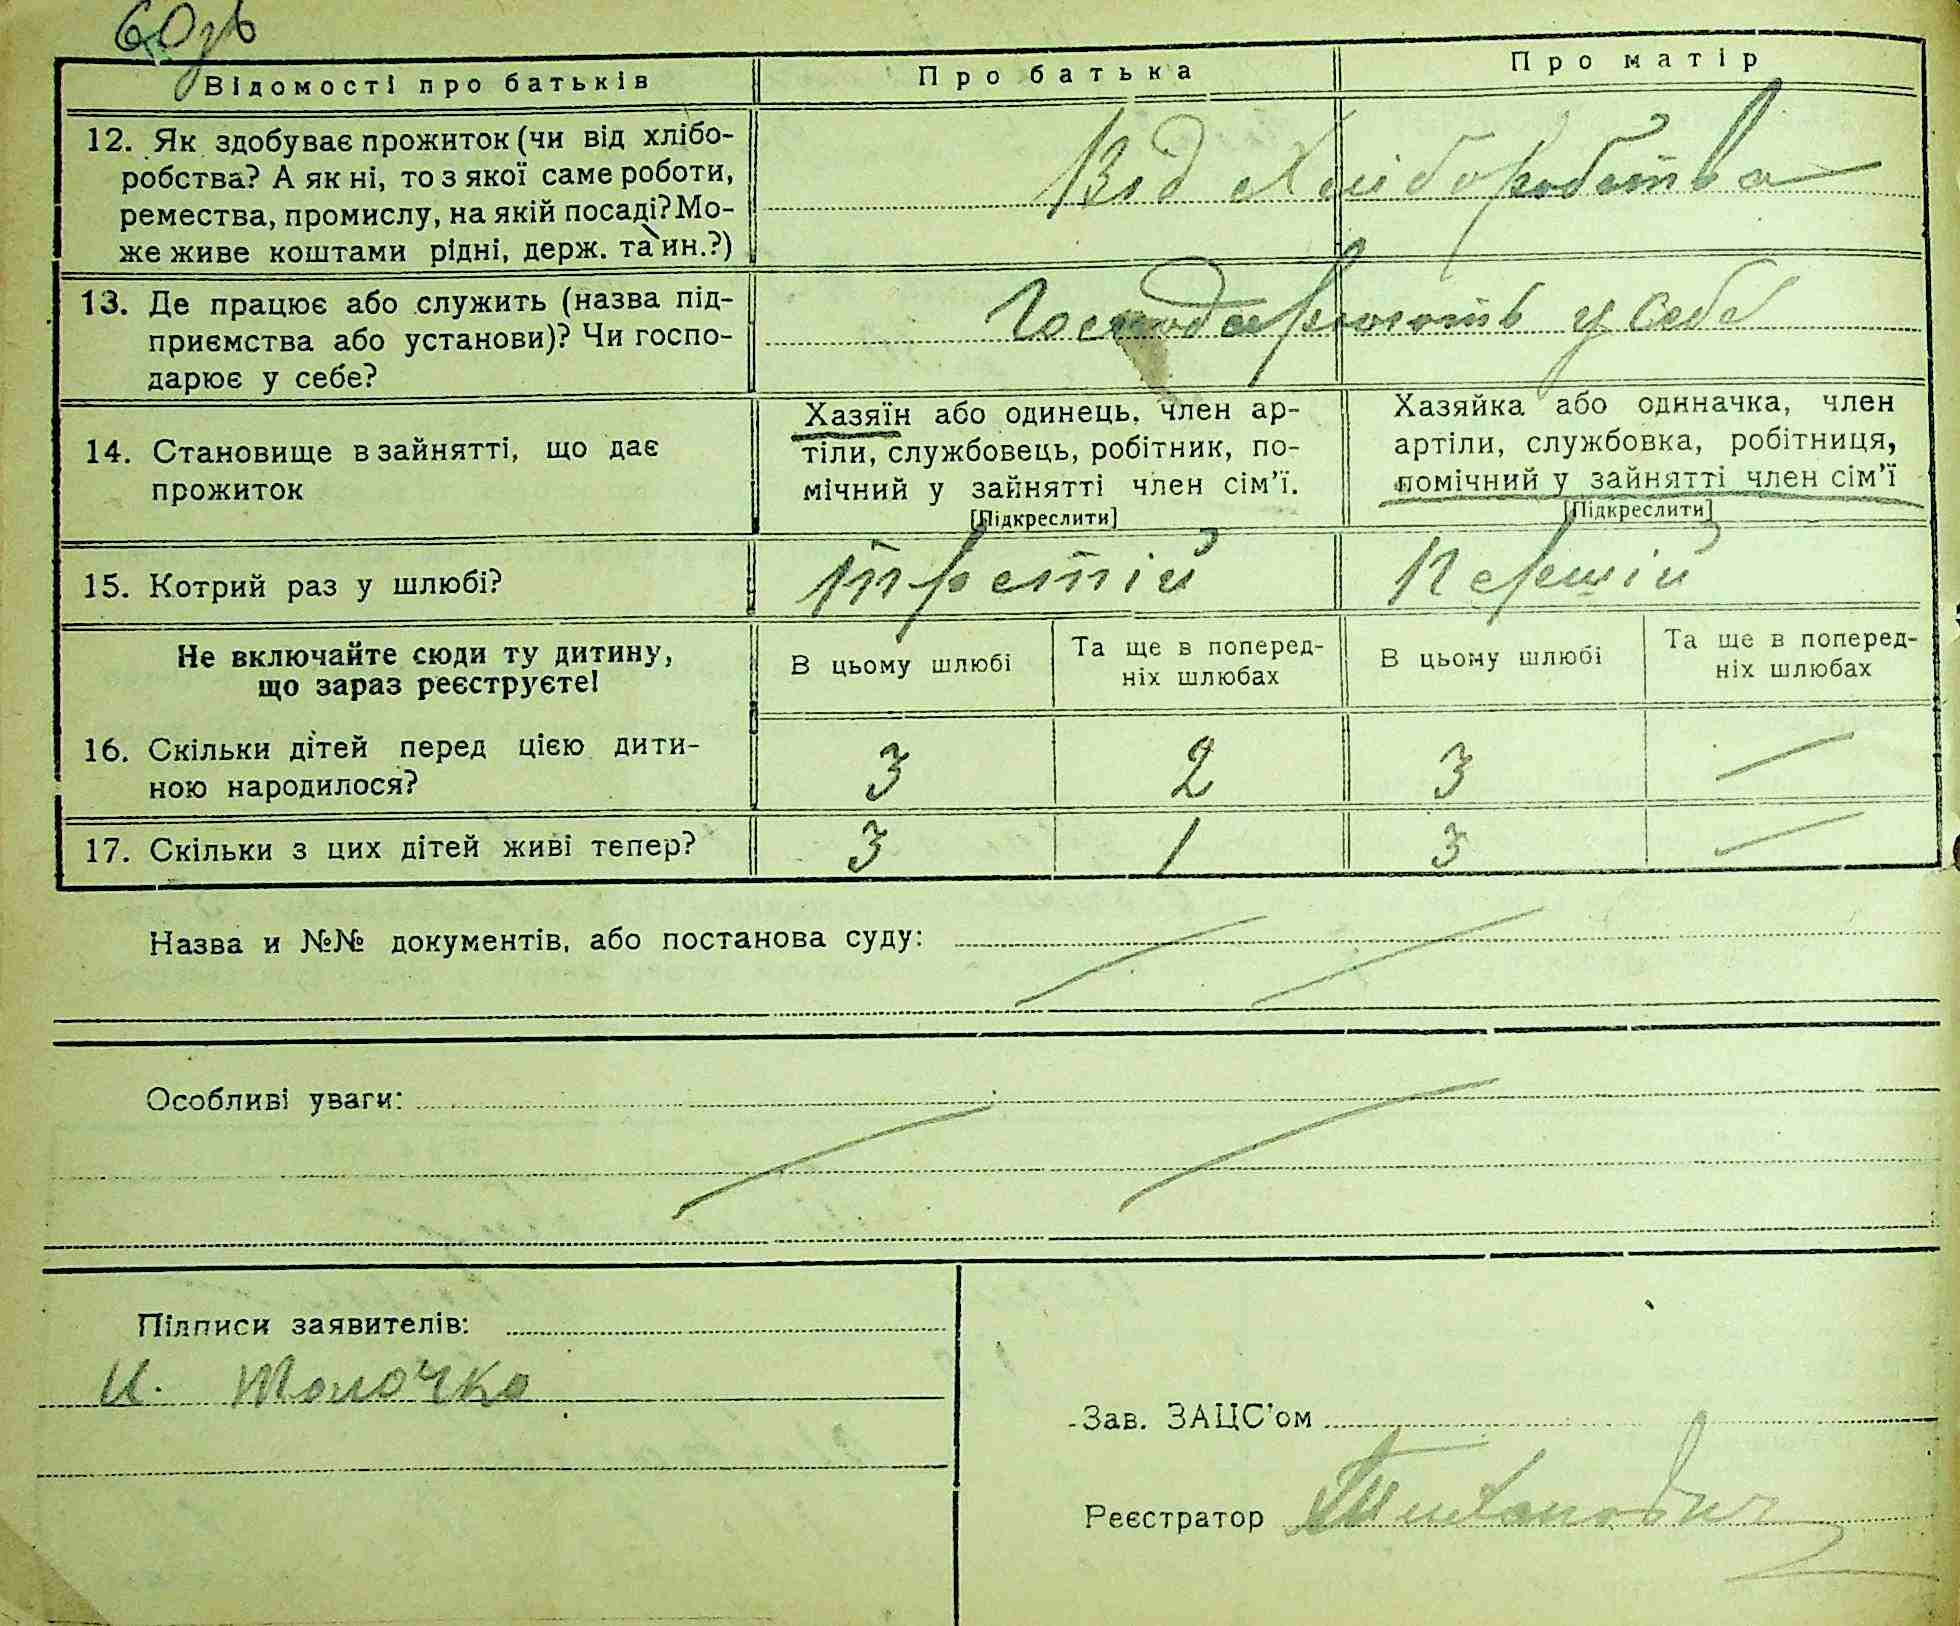 60зв
Відомості про батьків
Про батька
Про матір
12. Як здобуває прожиток (чи від хлібо-
робства? А як ні, то з якої саме роботи,
ремества, промислу, на якій посаді? Мо-
же живе коштами рідні, держ. та ин.?)
Від хліборобства
13. Де працює або служить (назва під-
приємства або установи)? Чи госпо-
дарює у себе?
Господарюють у себе
14. Становище в зайнятті, що дає
прожиток
Хазяїн або одинець, член ар-
тіли, службовець, робітник, по-
мічний у зайнятті член сім'ї.
[Підкреслити]
Хазяйка або одиначка, член
артіли, службовка, робітниця,
помічний у зайнятті член сім'ї
[Підкреслити]
15. Котрий раз у шлюбі?
третій
Перший
Не включайте сюди ту дитину,
що зараз реєструєте!
В цьому шлюбі
Та ще в поперед-
ніх шлюбах
В цьому шлюбі
Та ще в поперед-
ніх шлюбах
16. Скільки дітей перед цією дити-
ною народилося?
3
2
3
—
17. Скільки з цих дітей живі тепер?
3
1
3
—
Назва и №№ документів, або постанова суду:
Особливі уваги:
Підписи заявителів:
И. Толочко
Зав. ЗАЦС'ом
Реєстратор